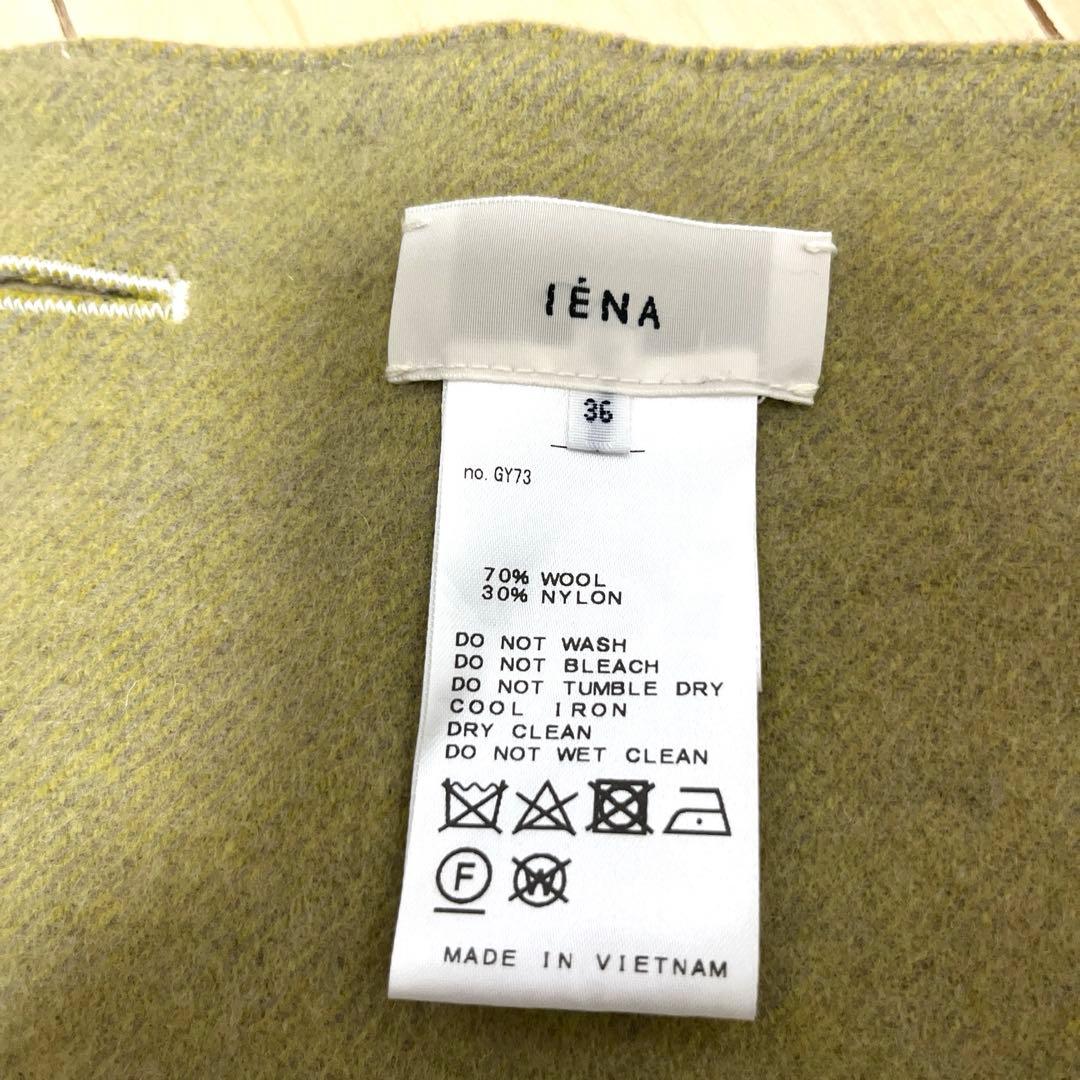 IÉNA
36
no. GY73
70% WOOL
30% NYLON
DO NOT WASH
DO NOT BLEACH
DO NOT TUMBLE DRY
COOL IRON
DRY CLEAN
DO NOT WET CLEAN
F W
MADE IN VIETNAM